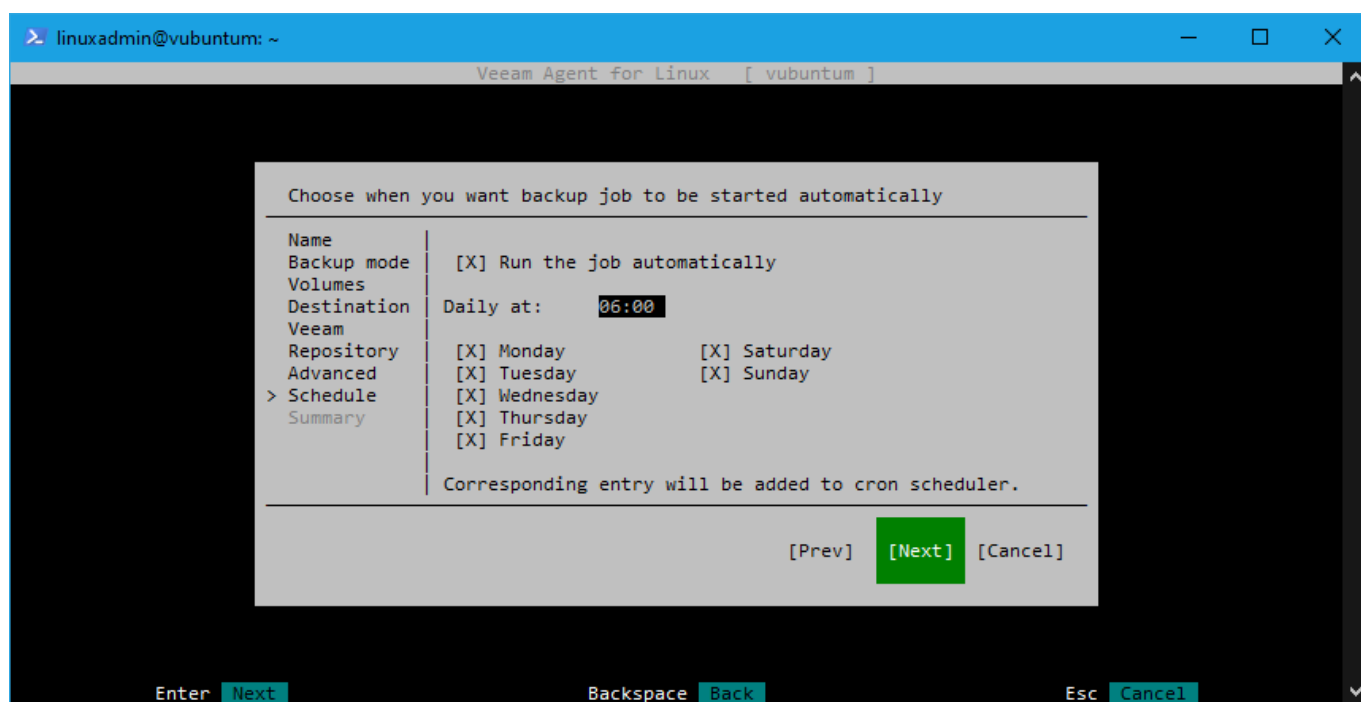 linuxadmin@vubuntum: ~
Veeam Agent for Linux [ vubuntum ]
Choose when you want backup job to be started automatically
Name
Backup mode
Volumes
Destination
Veeam
Repository
Advanced
> Schedule
Summary
[X] Run the job automatically
Daily at: 06:00
[X] Monday [X] Saturday
[X] Tuesday [X] Sunday
[X] Wednesday
[X] Thursday
[X] Friday
Corresponding entry will be added to cron scheduler.
[Prev] [Next] [Cancel]
Enter Next Backspace Back Esc Cancel